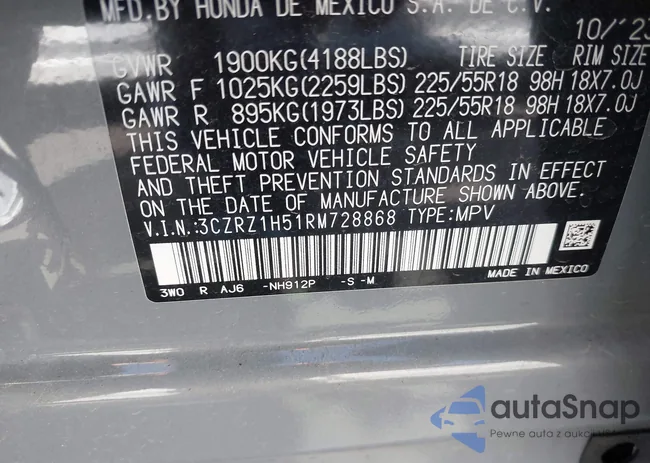 MFD.BY HONDA DE MEXICO S.A. DE C.V.
10/'23
GVWR 1900KG(4188LBS) TIRE SIZE RIM SIZE
GAWR F 1025KG(2259LBS) 225/55R18 98H 18X7.0J
GAWR R 895KG(1973LBS) 225/55R18 98H 18X7.0J
THIS VEHICLE CONFORMS TO ALL APPLICABLE
FEDERAL MOTOR VEHICLE SAFETY
AND THEFT PREVENTION STANDARDS IN EFFECT
ON THE DATE OF MANUFACTURE SHOWN ABOVE.
V.I.N.:3CZRZ1H51RM728868 TYPE:MPV
3W0 R AJ6 -NH912P -S -M
MADE IN MEXICO
autaSnap
Pewne auta z aukcji